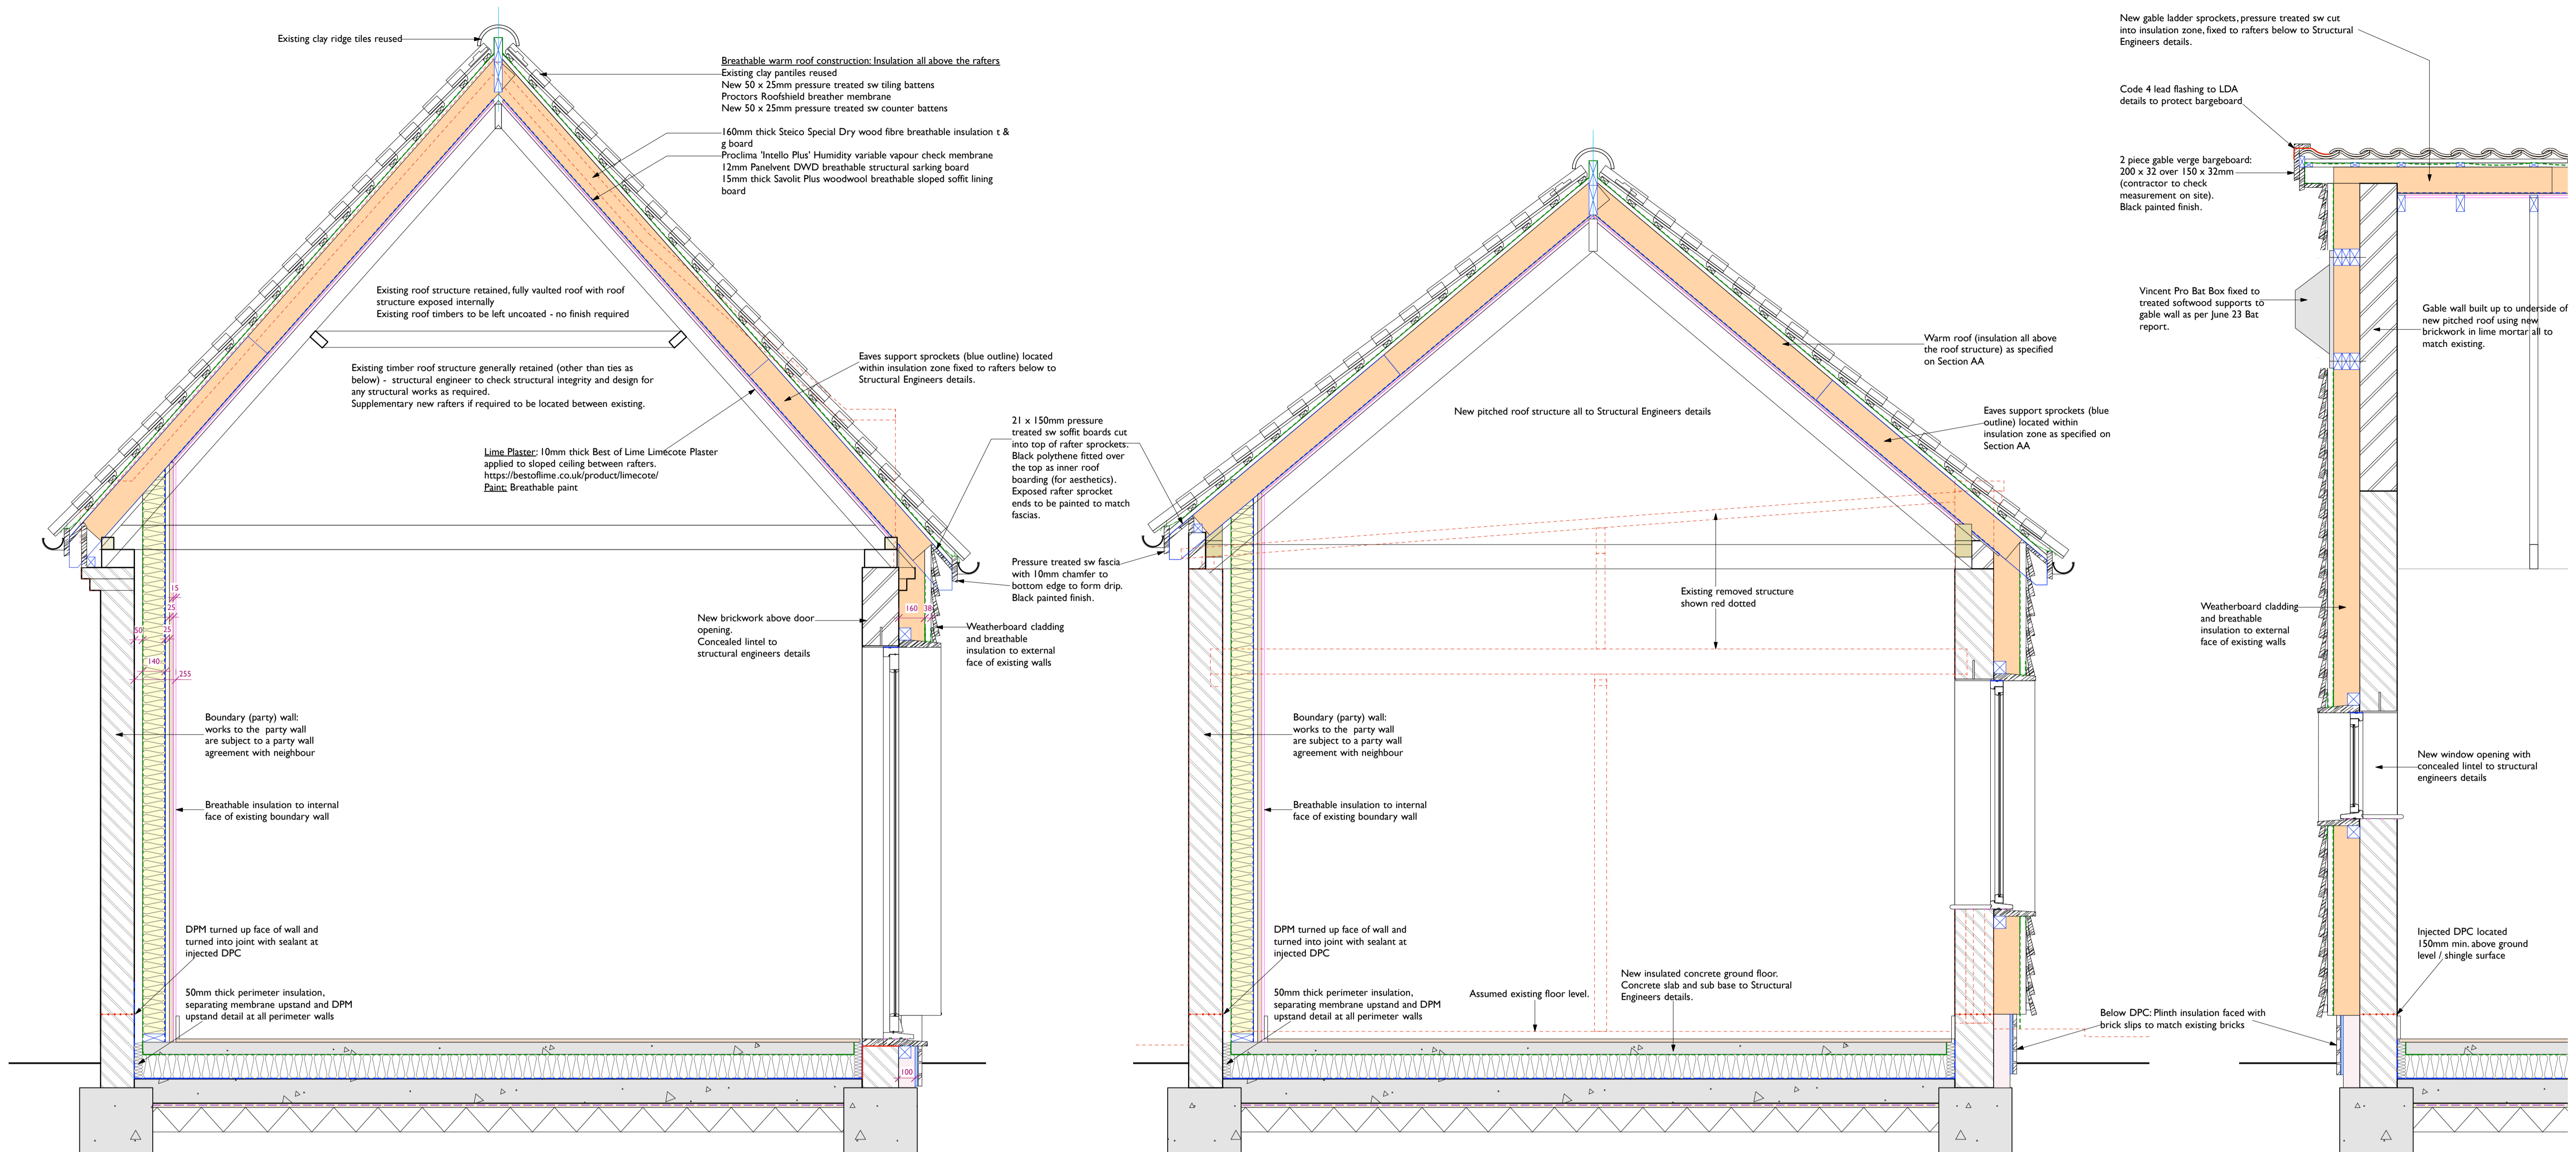 Existing clay ridge tiles reused
Breathable warm roof construction: Insulation all above the rafters
Existing clay pantiles reused
New 50 x 25mm pressure treated sw tiling battens
Proctors Roofshield breather membrane
New 50 x 25mm pressure treated sw counter battens
160mm thick Steico Special Dry wood fibre breathable insulation t &
g board
Proclima 'Intello Plus' Humidity variable vapour check membrane
12mm Panelvent DWD breathable structural sarking board
15mm thick Savolit Plus woodwool breathable sloped soffit lining
board
Existing roof structure retained, fully vaulted roof with roof
structure exposed internally
Existing roof timbers to be left uncoated - no finish required
Existing timber roof structure generally retained (other than ties as
below) - structural engineer to check structural integrity and design for
any structural works as required.
Supplementary new rafters if required to be located between existing.
Eaves support sprockets (blue outline) located
within insulation zone fixed to rafters below to
Structural Engineers details.
Lime Plaster: 10mm thick Best of Lime Limecote Plaster
applied to sloped ceiling between rafters.
https://bestoflime.co.uk/product/limecote/
Paint: Breathable paint
21 x 150mm pressure
treated sw soffit boards cut
into top of rafter sprockets.
Black polythene fitted over
the top as inner roof
boarding (for aesthetics).
Exposed rafter sprocket
ends to be painted to match
fascias.
Pressure treated sw fascia
with 10mm chamfer to
bottom edge to form drip.
Black painted finish.
15
25
50
25
140
255
160
38
New brickwork above door
opening.
Concealed lintel to
structural engineers details
Weatherboard cladding
and breathable
insulation to external
face of existing walls
Boundary (party) wall:
works to the party wall
are subject to a party wall
agreement with neighbour
Breathable insulation to internal
face of existing boundary wall
DPM turned up face of wall and
turned into joint with sealant at
injected DPC
50mm thick perimeter insulation,
separating membrane upstand and DPM
upstand detail at all perimeter walls
100
Warm roof (insulation all above
the roof structure) as specified
on Section AA
New pitched roof structure all to Structural Engineers details
Eaves support sprockets (blue
outline) located within
insulation zone as specified on
Section AA
Existing removed structure
shown red dotted
Boundary (party) wall:
works to the party wall
are subject to a party wall
agreement with neighbour
Breathable insulation to internal
face of existing boundary wall
DPM turned up face of wall and
turned into joint with sealant at
injected DPC
50mm thick perimeter insulation,
separating membrane upstand and DPM
upstand detail at all perimeter walls
Assumed existing floor level.
New insulated concrete ground floor.
Concrete slab and sub base to Structural
Engineers details.
New gable ladder sprockets, pressure treated sw cut
into insulation zone, fixed to rafters below to Structural
Engineers details.
Code 4 lead flashing to LDA
details to protect bargeboard
2 piece gable verge bargeboard:
200 x 32 over 150 x 32mm
(contractor to check
measurement on site).
Black painted finish.
Vincent Pro Bat Box fixed to
treated softwood supports to
gable wall as per June 23 Bat
report.
Gable wall built up to underside of
new pitched roof using new
brickwork in lime mortar all to
match existing.
Weatherboard cladding
and breathable
insulation to external
face of existing walls
New window opening with
concealed lintel to structural
engineers details
Injected DPC located
150mm min. above ground
level / shingle surface
Below DPC: Plinth insulation faced with
brick slips to match existing bricks